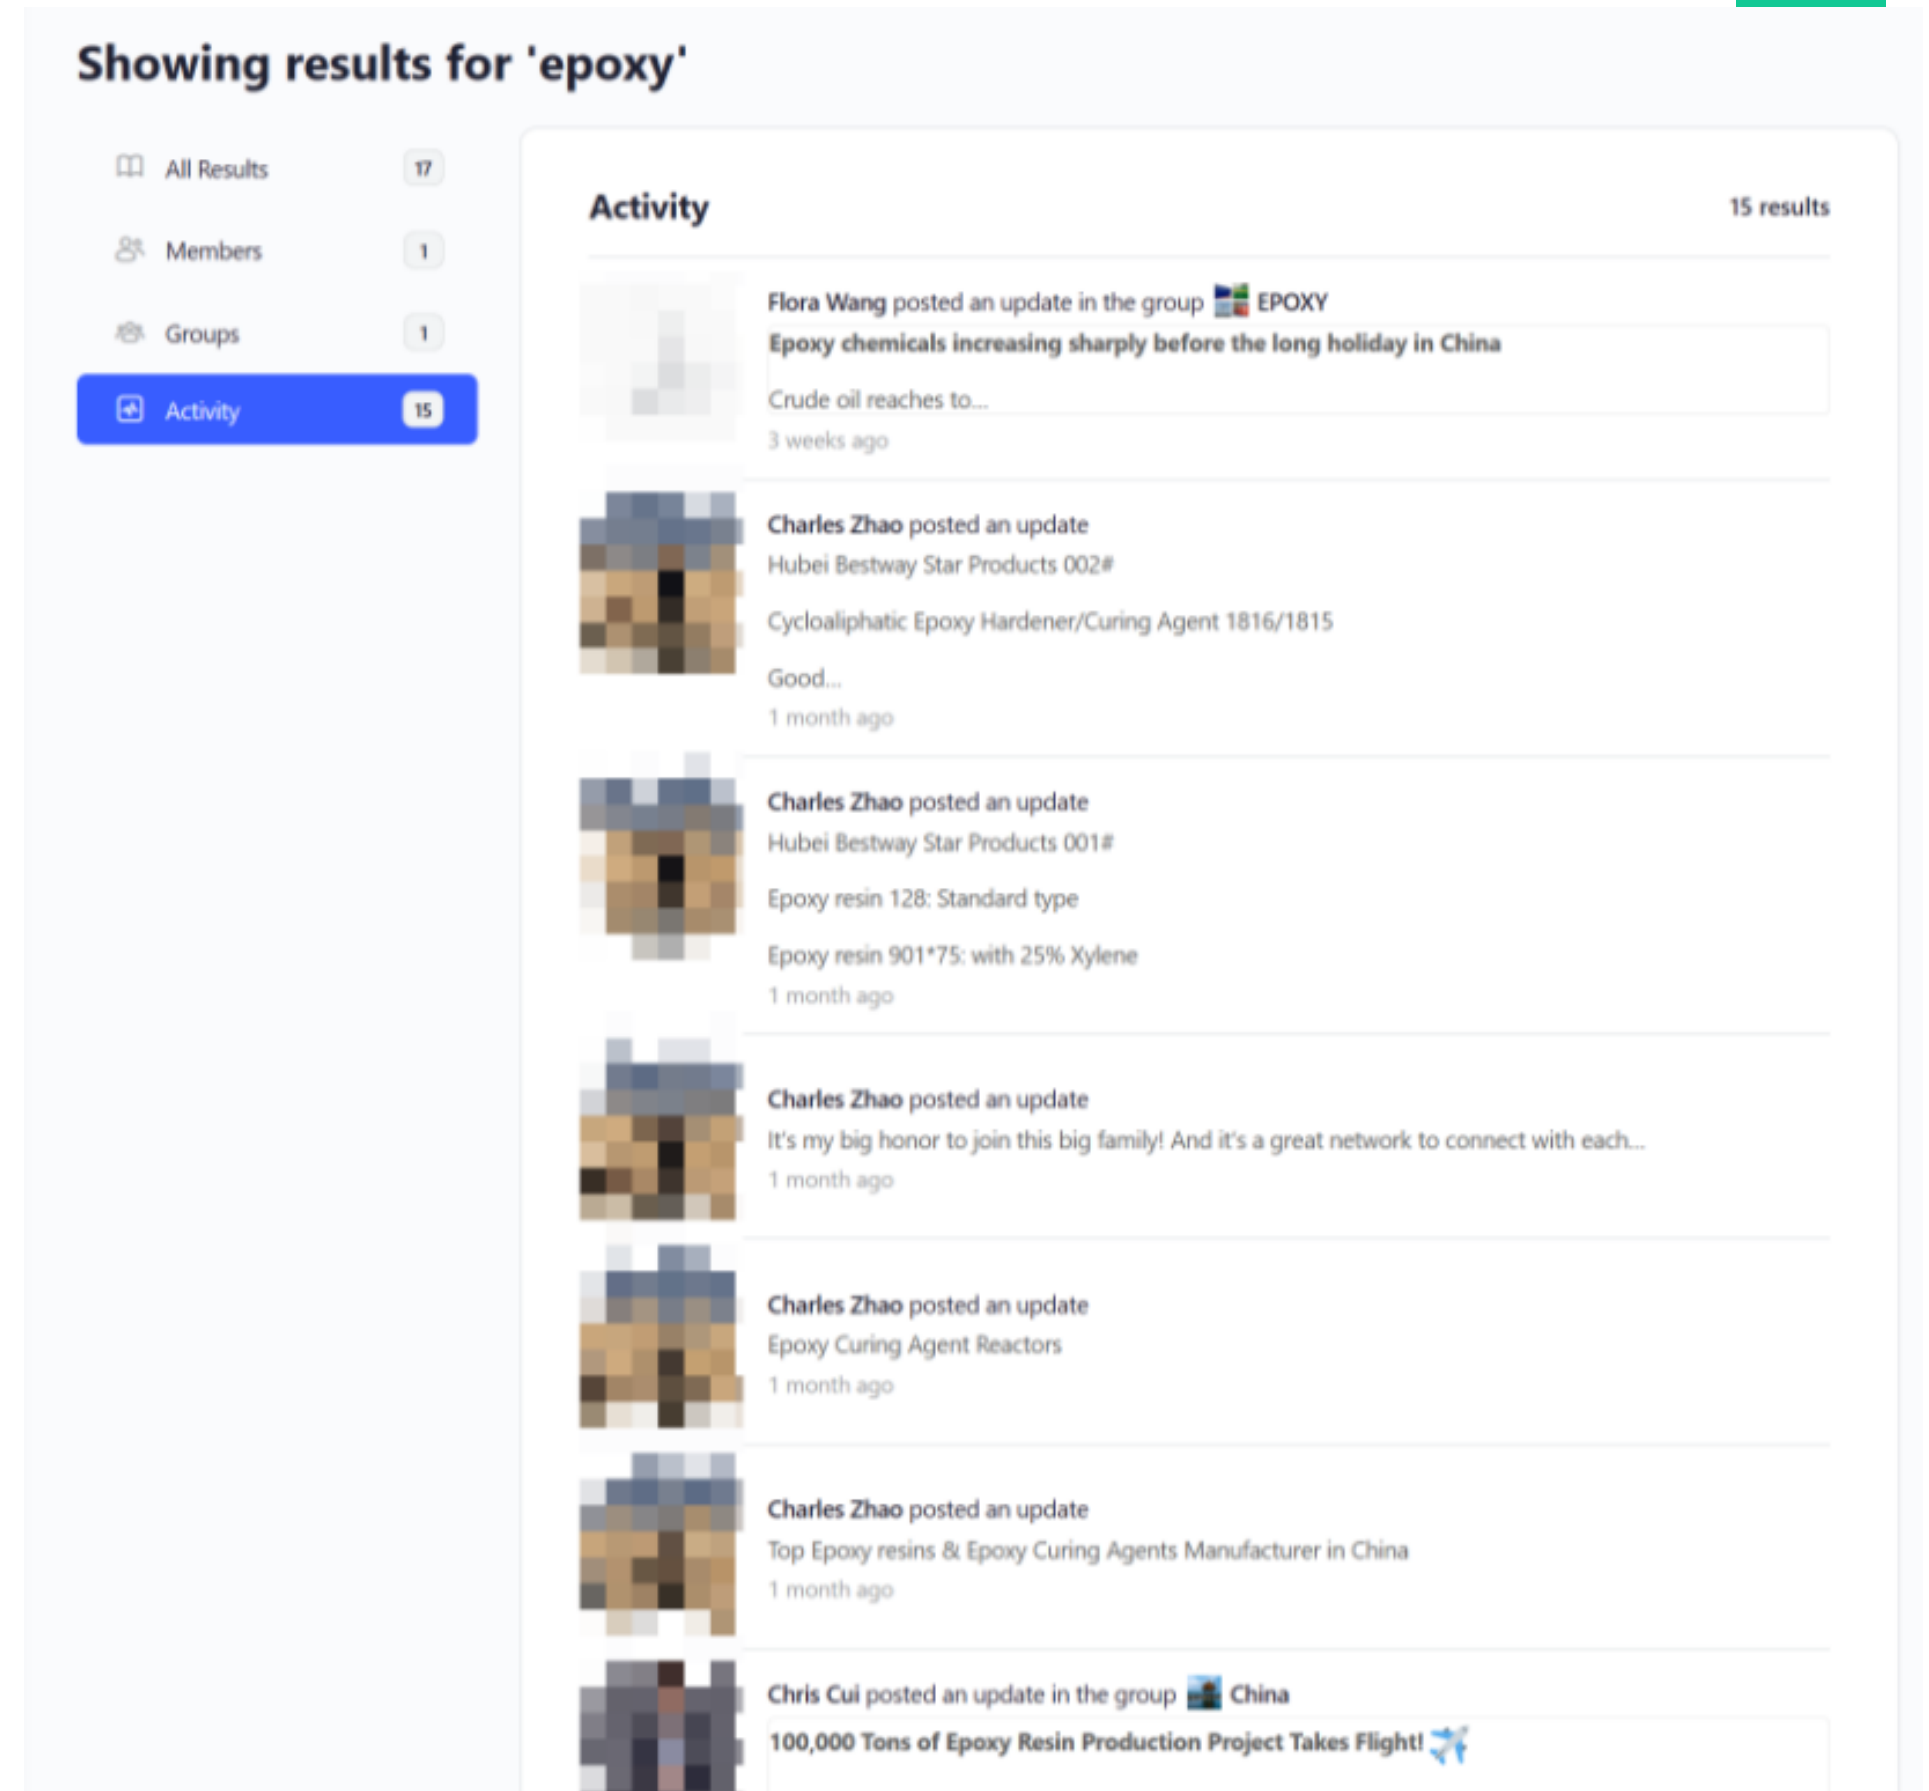 Showing results for 'epoxy'
All Results 17
Members 1
Groups 1
Activity 15
Activity 15 results
Flora Wang posted an update in the group EPOXY
Epoxy chemicals increasing sharply before the long holiday in China
Crude oil reaches to...
3 weeks ago
Charles Zhao posted an update
Hubei Bestway Star Products 002#
Cycloaliphatic Epoxy Hardener/Curing Agent 1816/1815
Good...
1 month ago
Charles Zhao posted an update
Hubei Bestway Star Products 001#
Epoxy resin 128: Standard type
Epoxy resin 901*75: with 25% Xylene
1 month ago
Charles Zhao posted an update
It's my big honor to join this big family! And it's a great network to connect with each...
1 month ago
Charles Zhao posted an update
Epoxy Curing Agent Reactors
1 month ago
Charles Zhao posted an update
Top Epoxy resins & Epoxy Curing Agents Manufacturer in China
1 month ago
Chris Cui posted an update in the group China
100,000 Tons of Epoxy Resin Production Project Takes Flight!